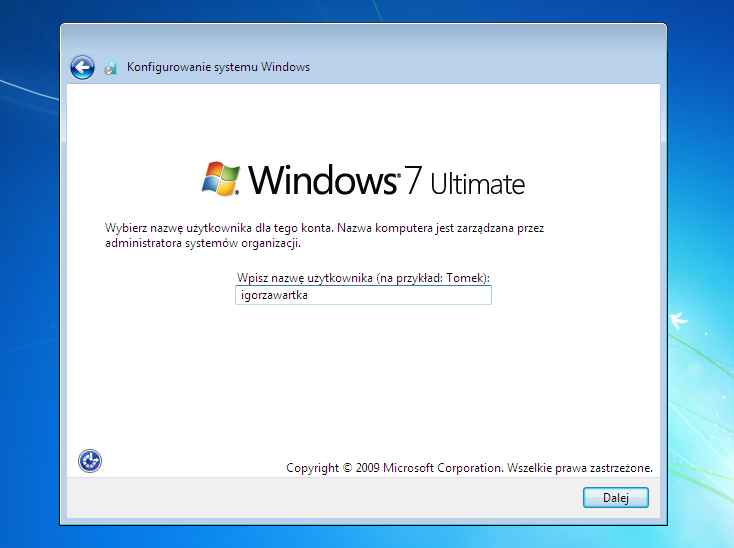 Konfigurowanie systemu Windows
Windows® 7 Ultimate
Wybierz nazwę użytkownika dla tego konta. Nazwa komputera jest zarządzana przez
administratora systemów organizacji.
Wpisz nazwę użytkownika (na przykład: Tomek):
igorzawartka
Copyright © 2009 Microsoft Corporation. Wszelkie prawa zastrzeżone.
Dalej